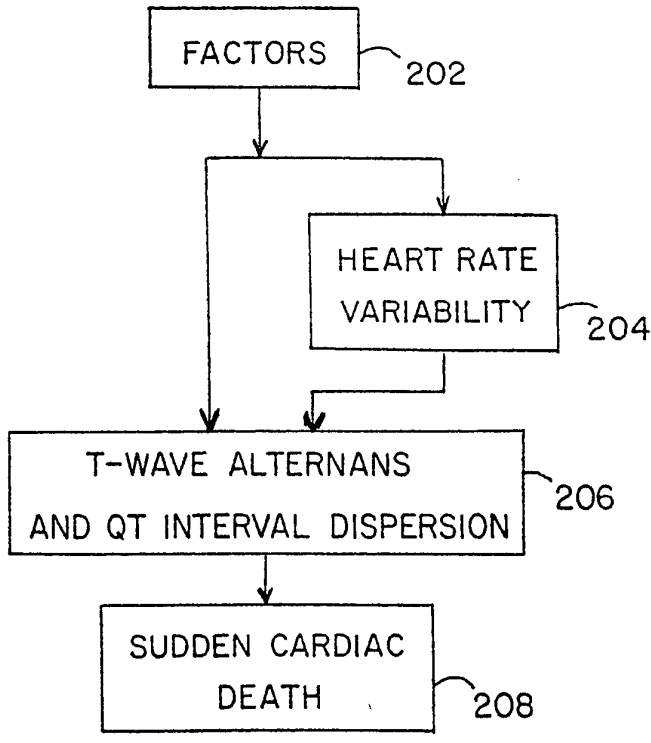 FACTORS
202
HEART RATE
VARIABILITY
204
T-WAVE ALTERNANS
AND QT INTERVAL DISPERSION
206
SUDDEN CARDIAC
DEATH
208